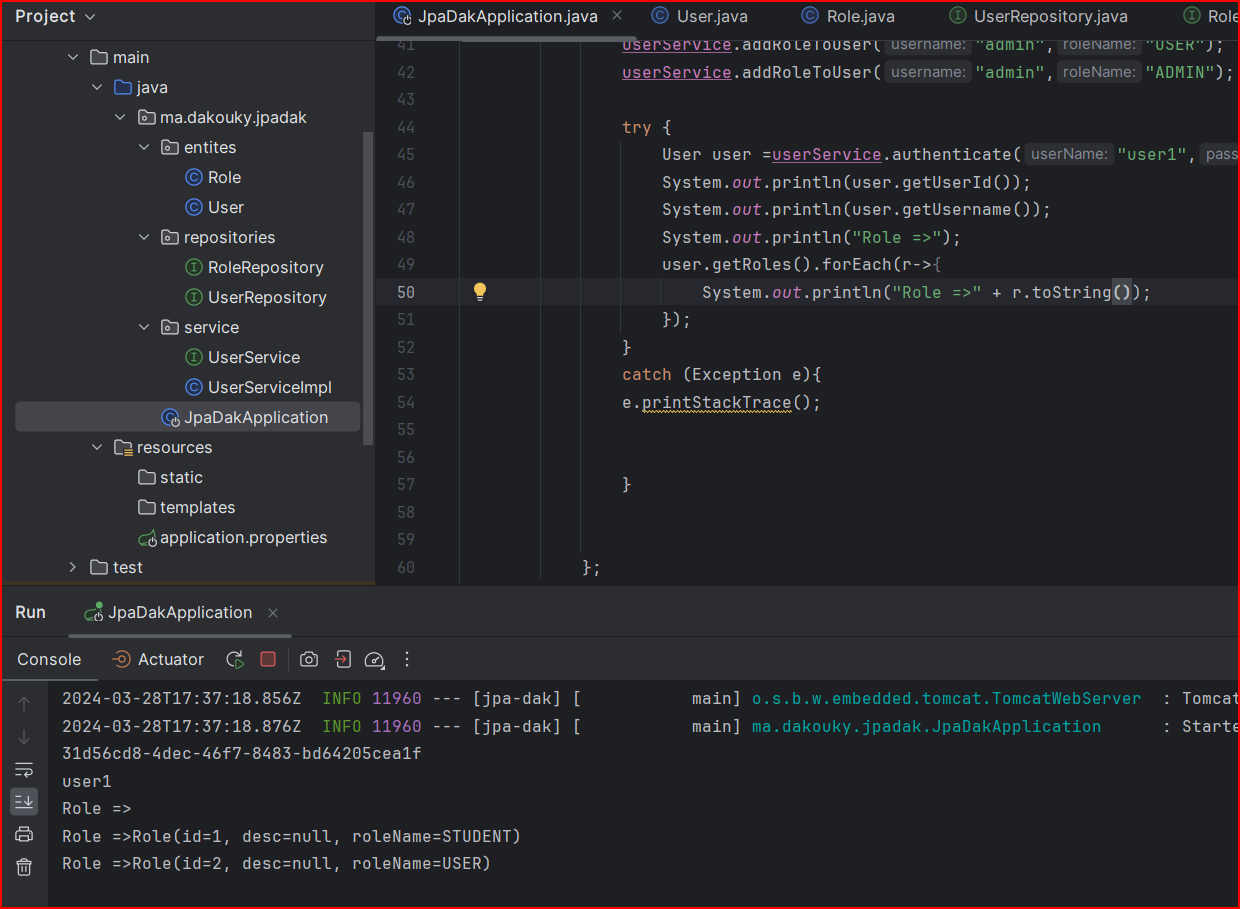 Project
JpaDakApplication.java
User.java
Role.java
UserRepository.java
Role
main
java
ma.dakouky.jpadak
entites
Role
User
repositories
RoleRepository
UserRepository
service
UserService
UserServiceImpl
JpaDakApplication
resources
static
templates
application.properties
test
41 userService.addRoleToUser( username: "admin", roleName: "USER");
42 userService.addRoleToUser( username: "admin", roleName: "ADMIN");
43
44 try {
45 User user =userService.authenticate( userName: "user1", pass
46 System.out.println(user.getUserId());
47 System.out.println(user.getUsername());
48 System.out.println("Role =>");
49 user.getRoles().forEach(r->{
50 System.out.println("Role =>" + r.toString());
51 });
52 }
53 catch (Exception e){
54 e.printStackTrace();
55
56
57 }
58
59
60 };
Run
JpaDakApplication
Console
Actuator
2024-03-28T17:37:18.856Z INFO 11960 --- [jpa-dak] [ main] o.s.b.w.embedded.tomcat.TomcatWebServer : Tomcat
2024-03-28T17:37:18.876Z INFO 11960 --- [jpa-dak] [ main] ma.dakouky.jpadak.JpaDakApplication : Starte
31d56cd8-4dec-46f7-8483-bd64205cea1f
user1
Role =>
Role =>Role(id=1, desc=null, roleName=STUDENT)
Role =>Role(id=2, desc=null, roleName=USER)